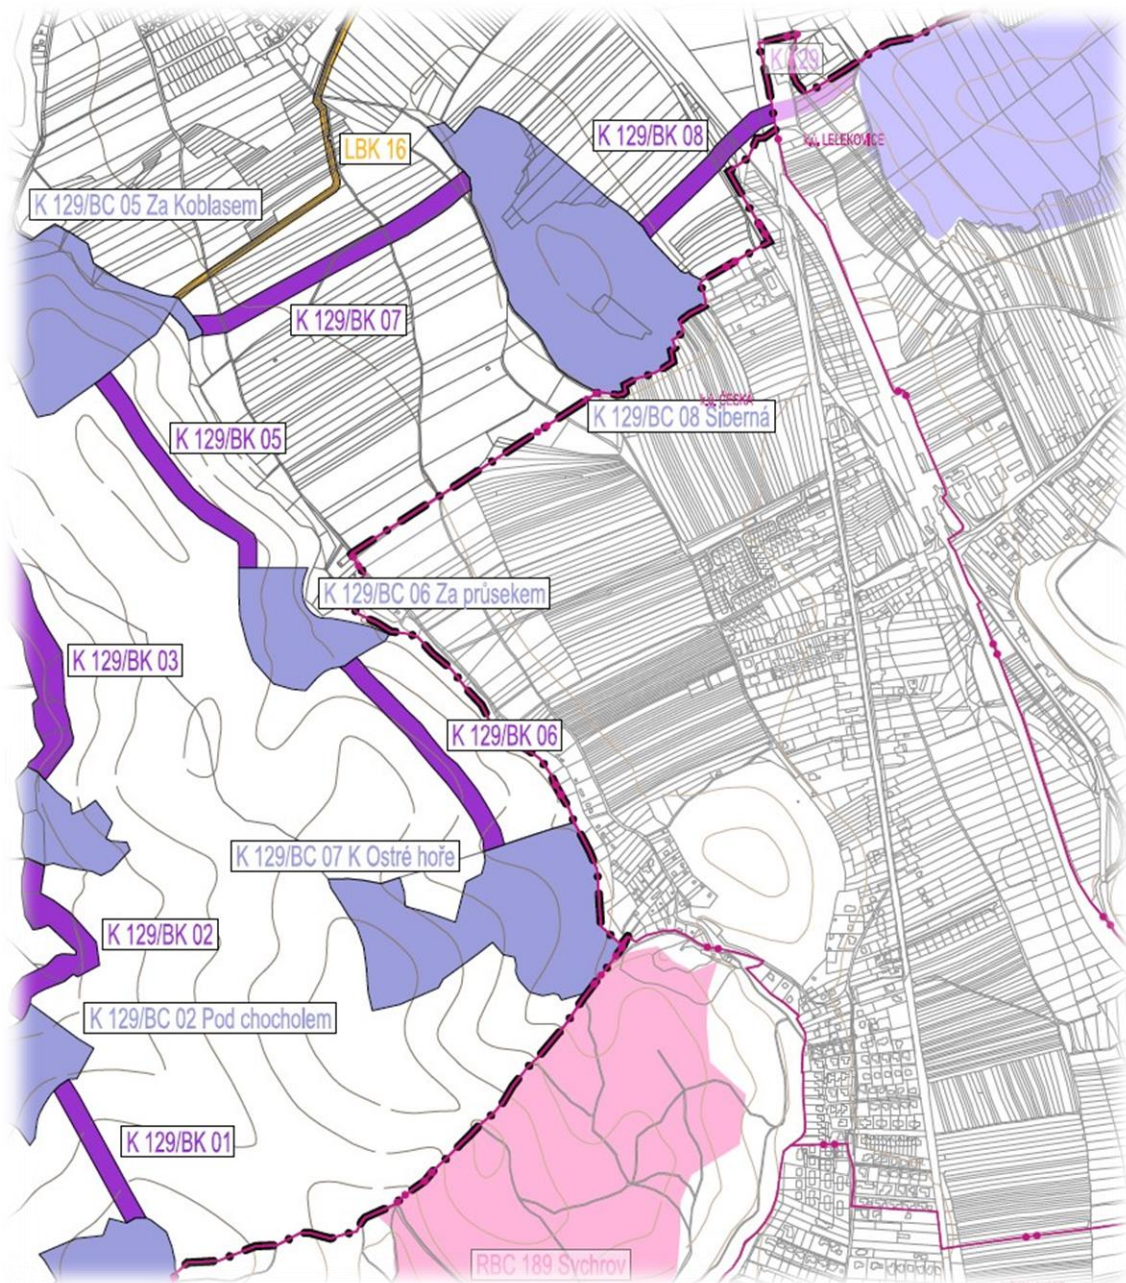 K 129
K 129/BK 08
k.ú. LELEKOVICE
LBK 16
K 129/BC 05 Za Koblasem
K 129/BK 07
k.ú. ČESKÁ
K 129/BC 08 Šiberná
K 129/BK 05
K 129/BC 06 Za průsekem
K 129/BK 03
K 129/BK 06
K 129/BC 07 K Ostré hoře
K 129/BK 02
K 129/BC 02 Pod chocholem
K 129/BK 01
RBC 189 Sychrov